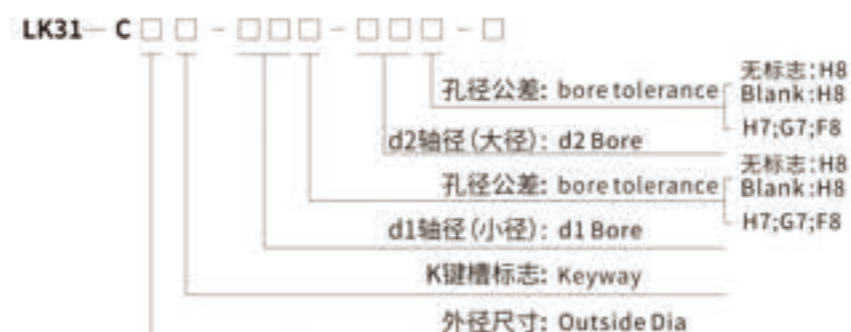 LK31－C□□-□□□-□□□-□
孔径公差: bore tolerance
无标志:H8
Blank:H8
H7;G7;F8
d2轴径(大径): d2 Bore
孔径公差: bore tolerance
无标志:H8
Blank:H8
H7;G7;F8
d1轴径(小径): d1 Bore
K键槽标志: Keyway
外径尺寸: Outside Dia